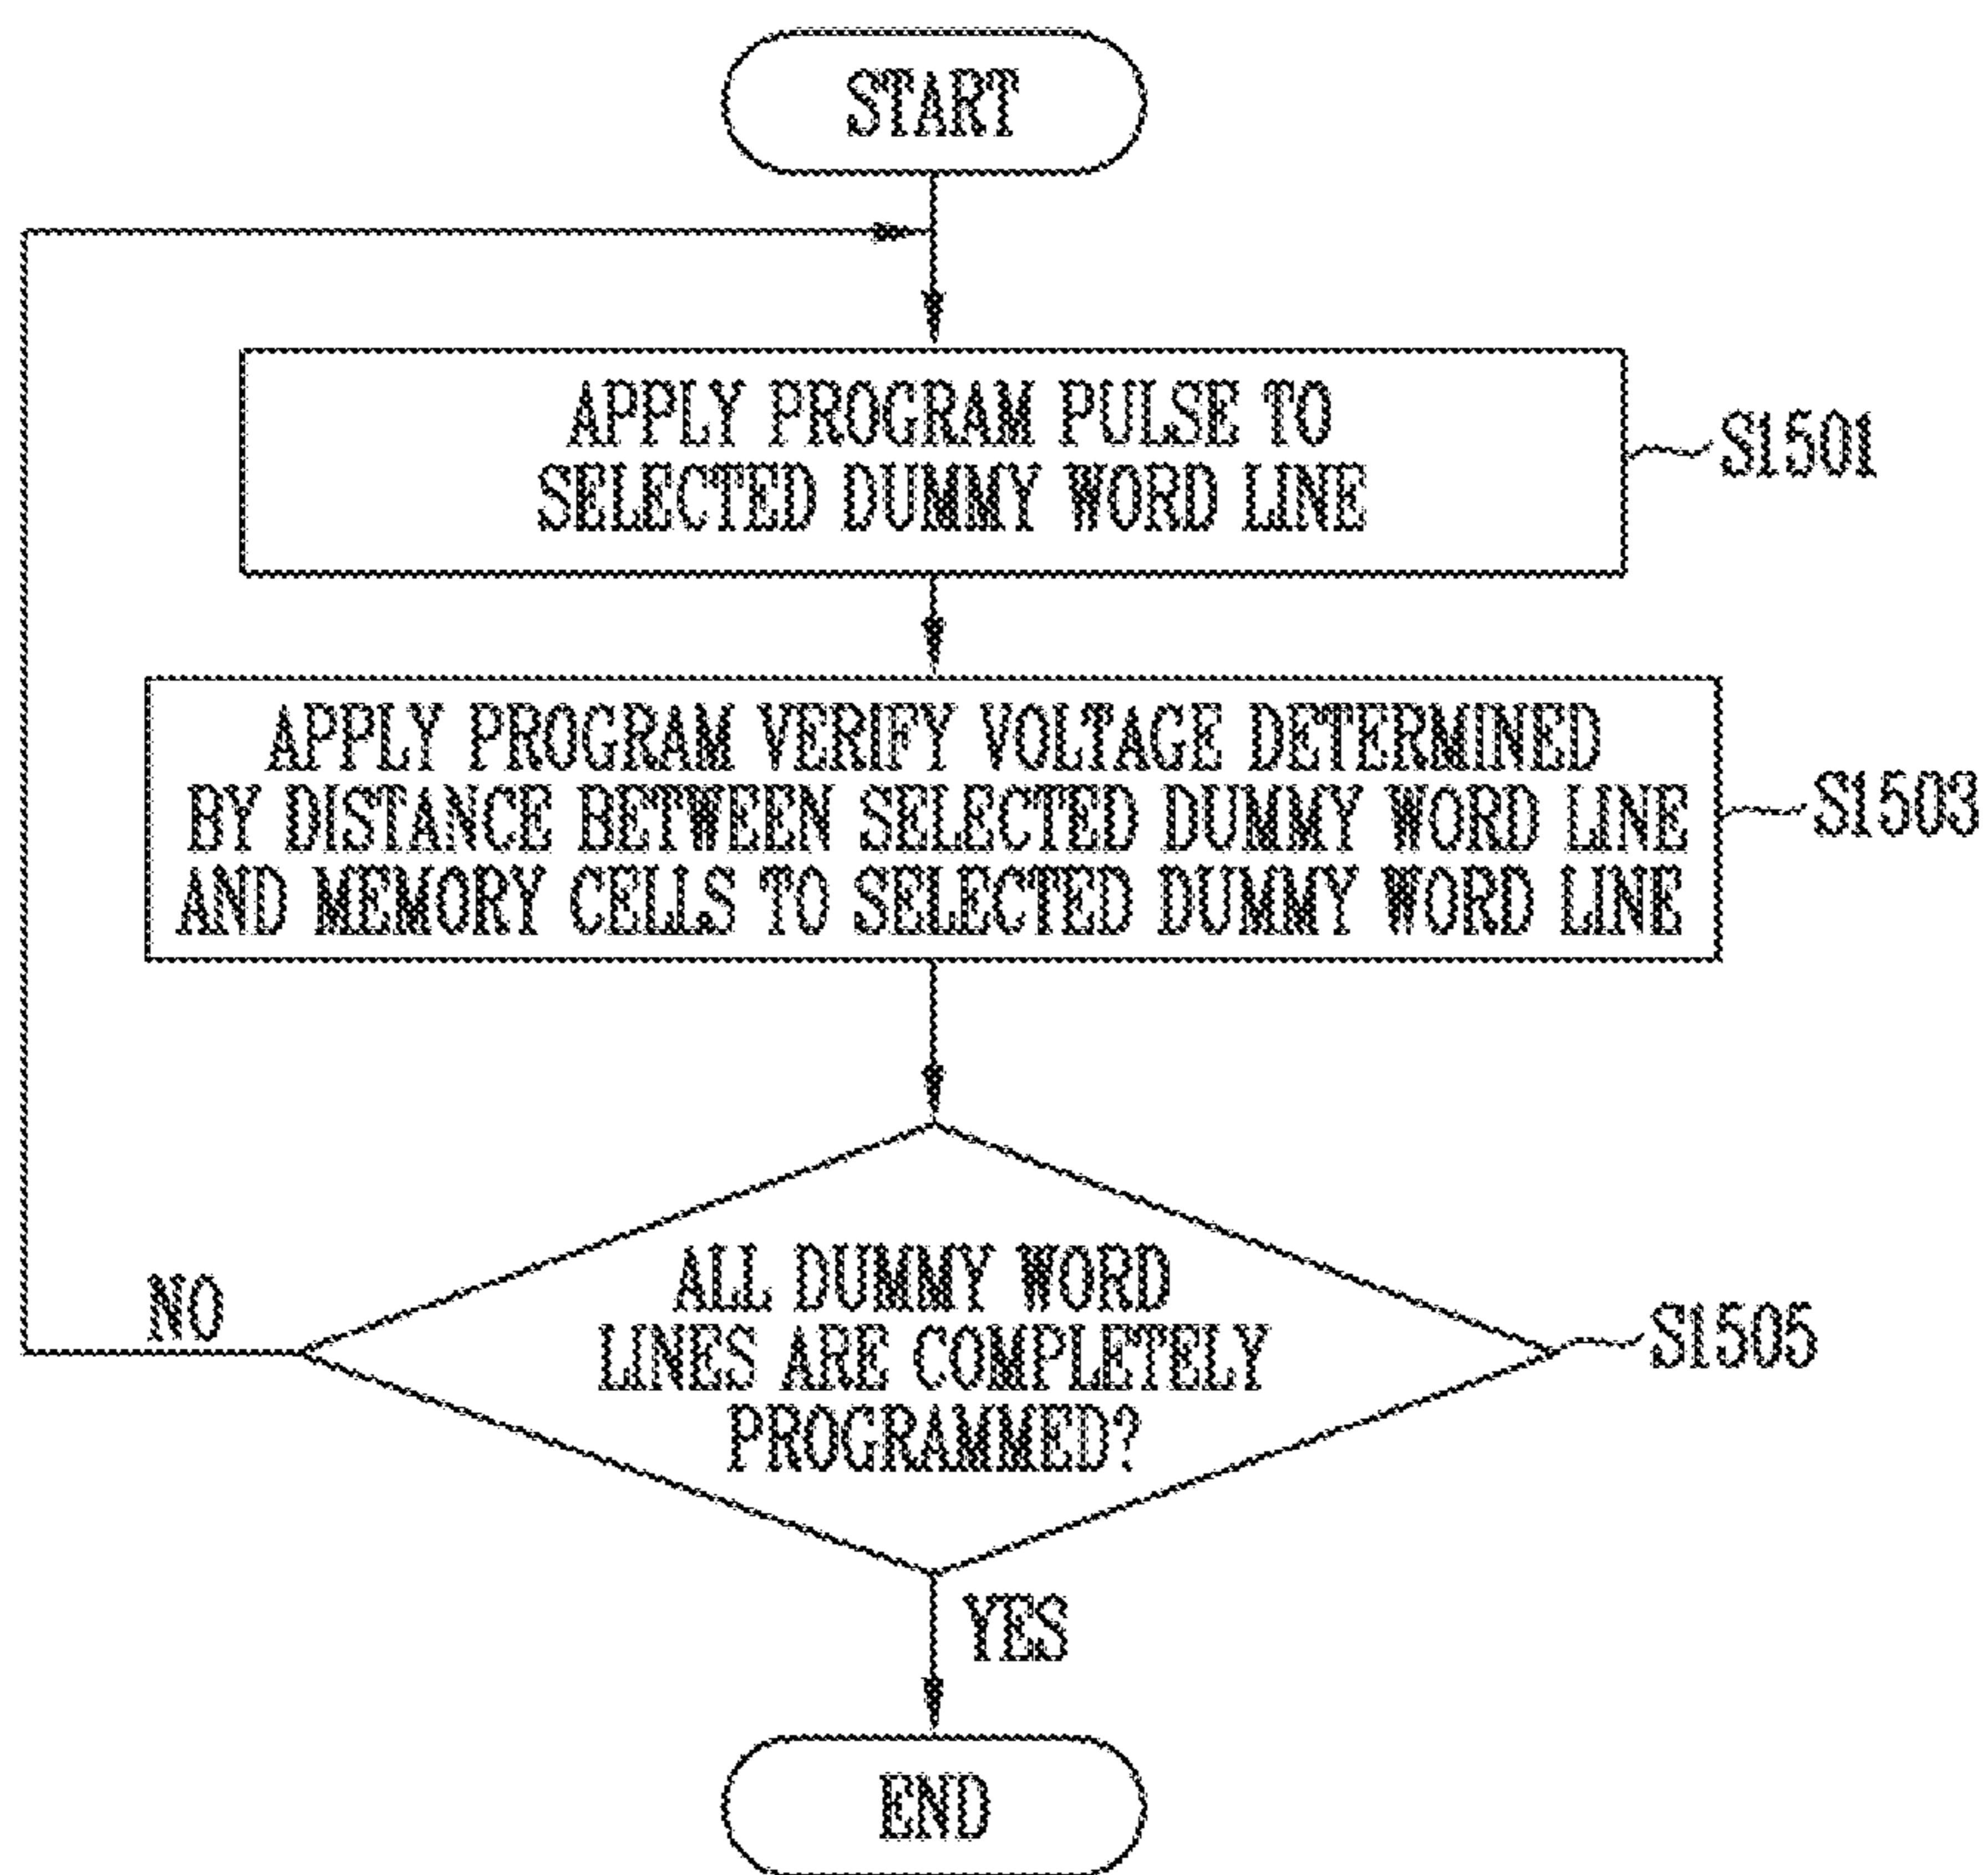 START
APPLY PROGRAM PULSE TO
SELECTED DUMMY WORD LINE
S1501
APPLY PROGRAM VERIFY VOLTAGE DETERMINED
BY DISTANCE BETWEEN SELECTED DUMMY WORD LINE
AND MEMORY CELLS TO SELECTED DUMMY WORD LINE
S1503
ALL DUMMY WORD
LINES ARE COMPLETELY
PROGRAMMED?
S1505
NO
YES
END